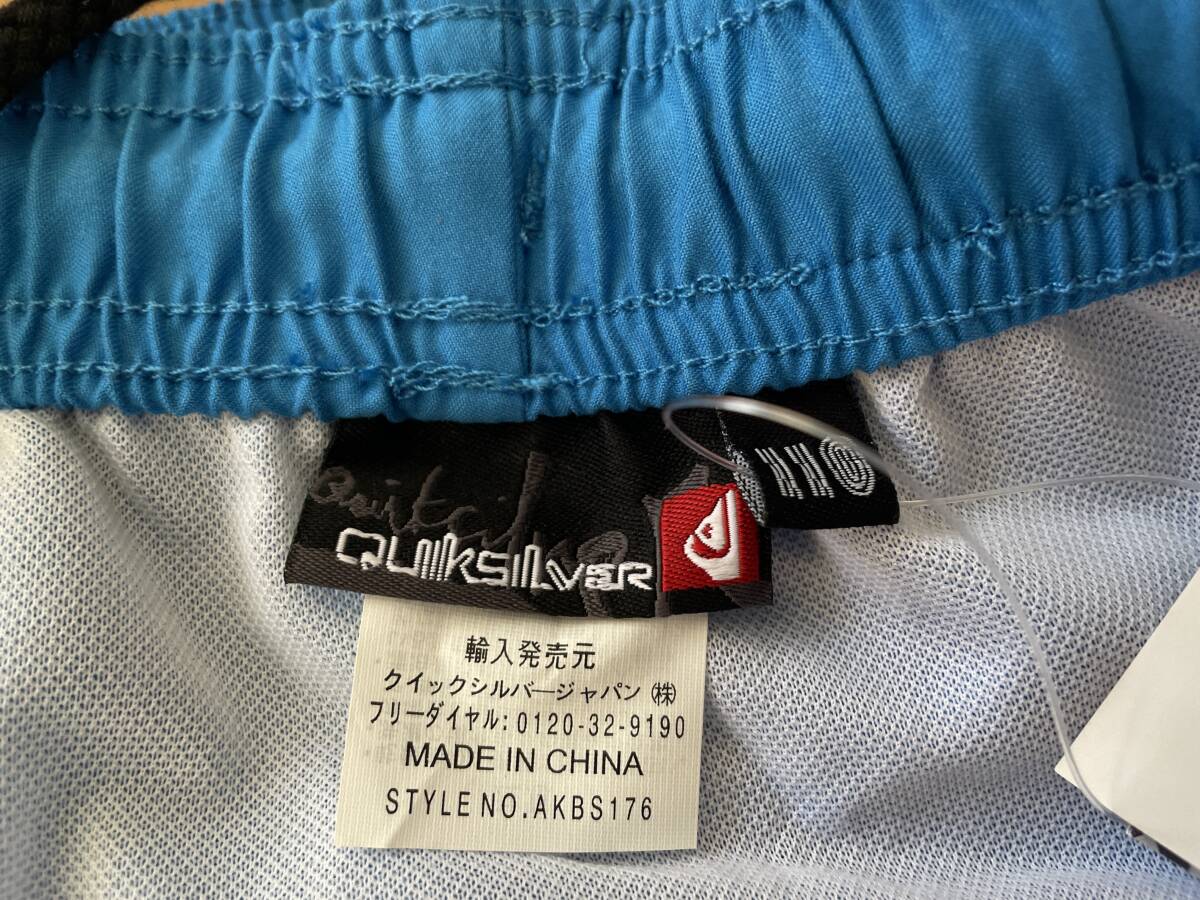 QUIKSILVER
輸入発売元
クイックシルバージャパン ㈱
フリーダイヤル:0120-32-9190
MADE IN CHINA
STYLE NO.AKBS176